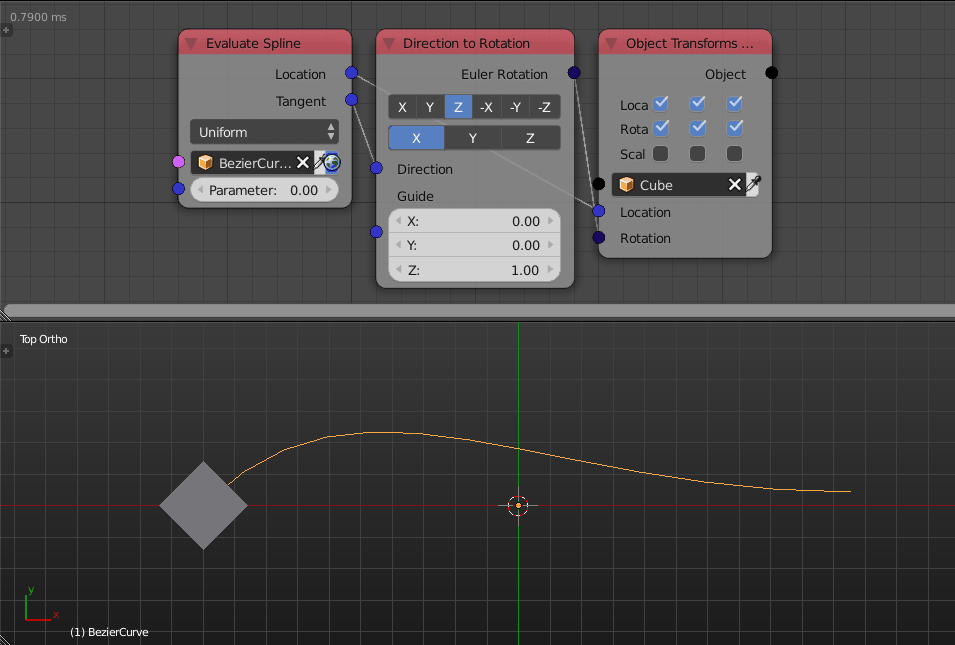 0.7900 ms
Evaluate Spline
Location
Tangent
Uniform
BezierCur...
Parameter: 0.00
Direction to Rotation
Euler Rotation
X Y Z -X -Y -Z
X Y Z
Direction
Guide
X: 0.00
Y: 0.00
Z: 1.00
Object Transforms ...
Object
Loca
Rota
Scal
Cube
Location
Rotation
Top Ortho
y
x
(1) BezierCurve